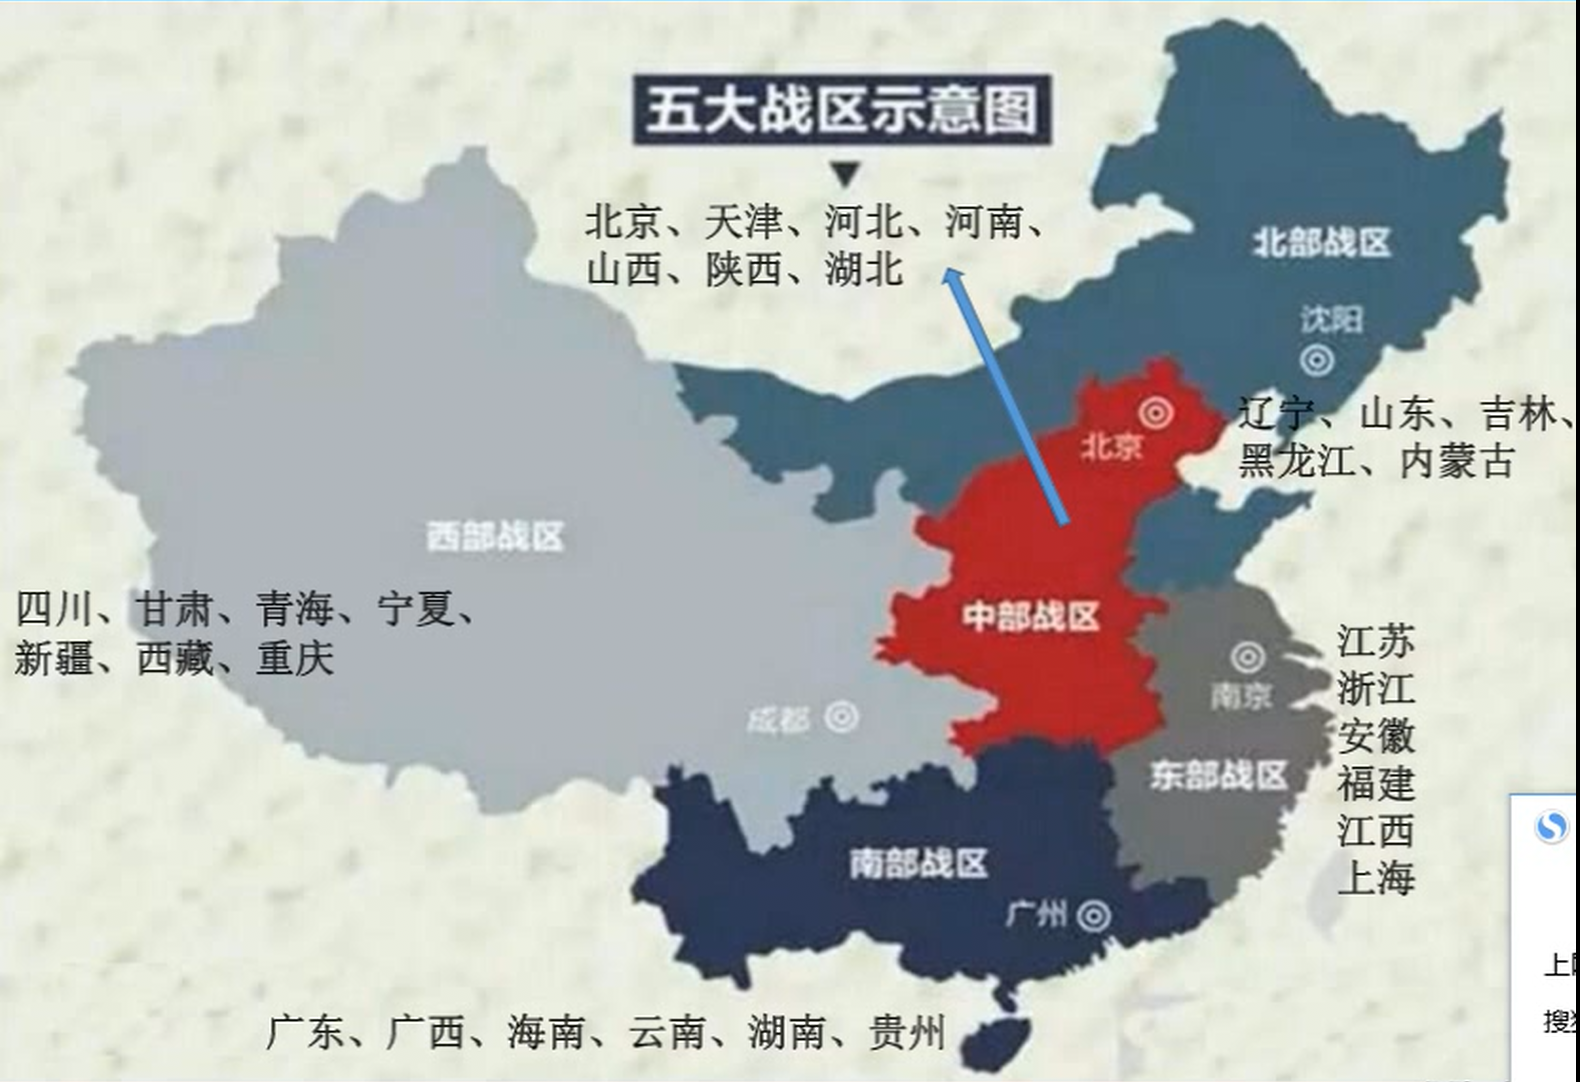 五大战区示意图
北京、天津、河北、河南、
山西、陕西、湖北
北部战区
沈阳
辽宁、山东、吉林、
黑龙江、内蒙古
北京
西部战区
四川、甘肃、青海、宁夏、
新疆、西藏、重庆
中部战区
江苏
浙江
安徽
福建
江西
上海
南京
成都
东部战区
南部战区
广州
广东、广西、海南、云南、湖南、贵州
上
搜